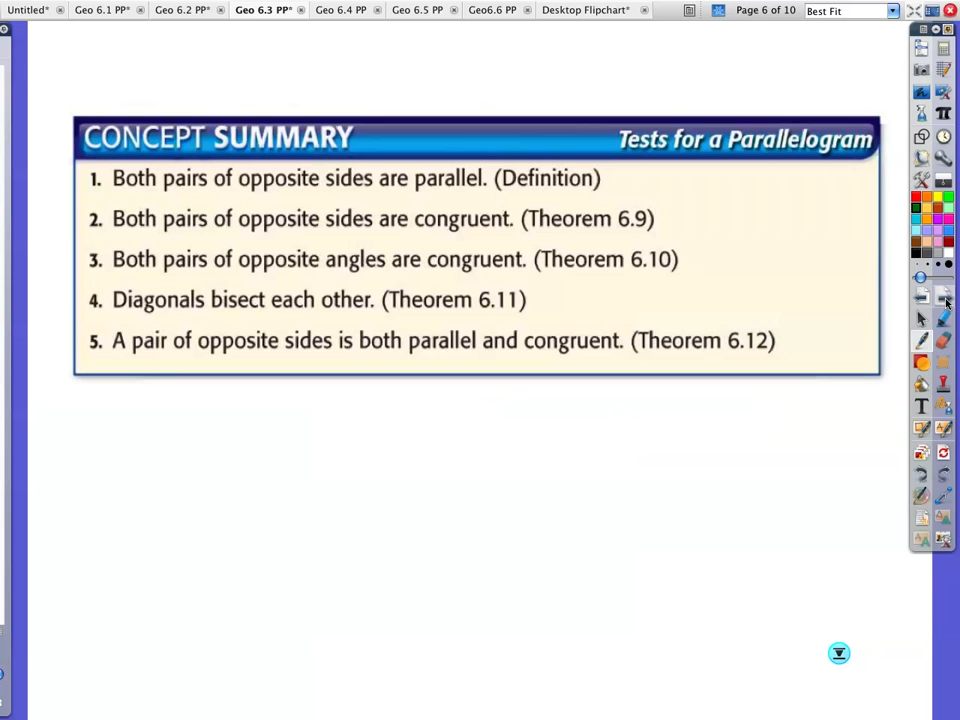 Untitled* Geo 6.1 PP* Geo 6.2 PP* Geo 6.3 PP* Geo 6.4 PP Geo 6.5 PP Geo6.6 PP Desktop Flipchart* Page 6 of 10 Best Fit
CONCEPT SUMMARY Tests for a Parallelogram
1. Both pairs of opposite sides are parallel. (Definition)
2. Both pairs of opposite sides are congruent. (Theorem 6.9)
3. Both pairs of opposite angles are congruent. (Theorem 6.10)
4. Diagonals bisect each other. (Theorem 6.11)
5. A pair of opposite sides is both parallel and congruent. (Theorem 6.12)